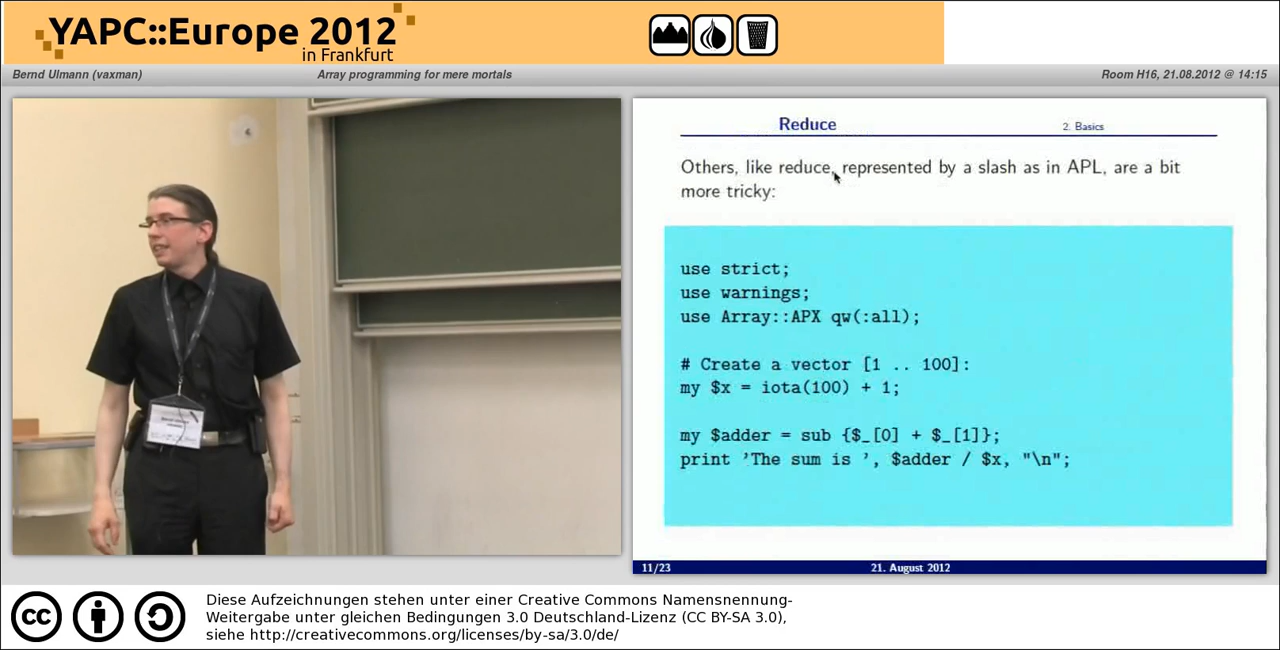 YAPC::Europe 2012
in Frankfurt
Bernd Ulmann (vaxman) Array programming for mere mortals Room H16, 21.08.2012 @ 14:15
Reduce 2. Basics
Others, like reduce, represented by a slash as in APL, are a bit
more tricky:
use strict;
use warnings;
use Array::APX qw(:all);
# Create a vector [1 .. 100]:
my $x = iota(100) + 1;
my $adder = sub {$_[0] + $_[1]};
print ’The sum is ’, $adder / $x, "\n";
11/23 21. August 2012
cc
Diese Aufzeichnungen stehen unter einer Creative Commons Namensnennung-
Weitergabe unter gleichen Bedingungen 3.0 Deutschland-Lizenz (CC BY-SA 3.0),
siehe http://creativecommons.org/licenses/by-sa/3.0/de/